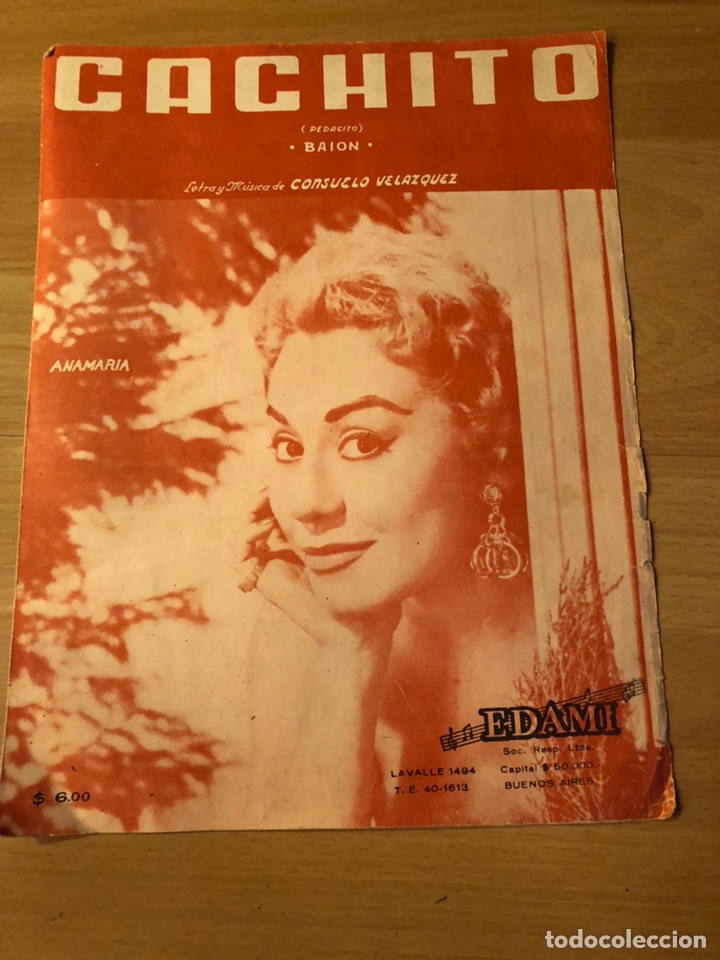 CACHITO
(PEDACITO)
• BAION •
Letra y Música de CONSUELO VELAZQUEZ
ANAMARIA
EDAMI
Soc. Resp. Ltda.
LAVALLE 1494 Capital $ 50.000
T. E. 40-1613 BUENOS AIRES
$ 6.00
todocoleccion